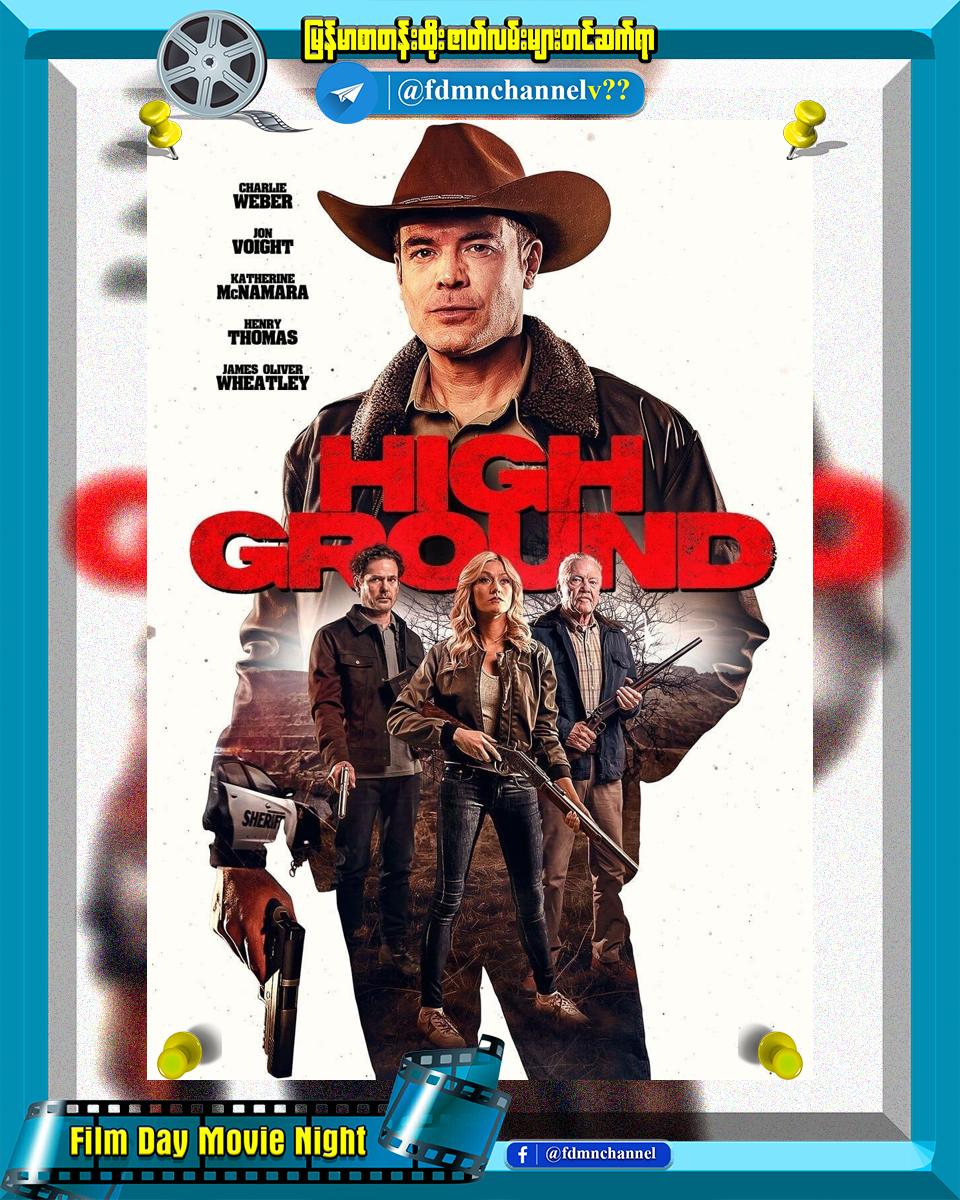 မြန်မာစာတန်းထိုးဇာတ်လမ်းများတင်ဆက်ရာ
@fdmnchannelv??
CHARLIE
WEBER
JON
VOIGHT
KATHERINE
McNAMARA
HENRY
THOMAS
JAMES OLIVER
WHEATLEY
HIGH
GROUND
SHERIFF
Film Day Movie Night
@fdmnchannel